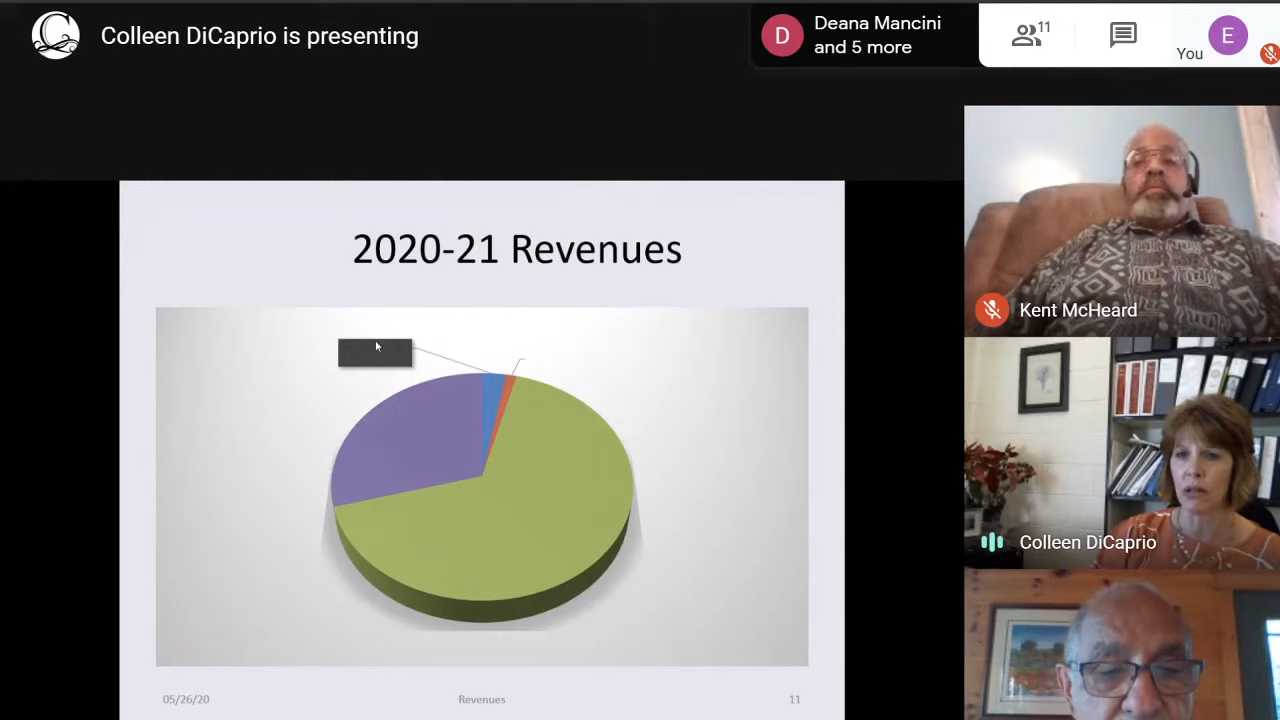 Colleen DiCaprio is presenting
Deana Mancini
and 5 more
D
11
You
E
2020-21 Revenues
Kent McHeard
Colleen DiCaprio
05/26/20
Revenues
11